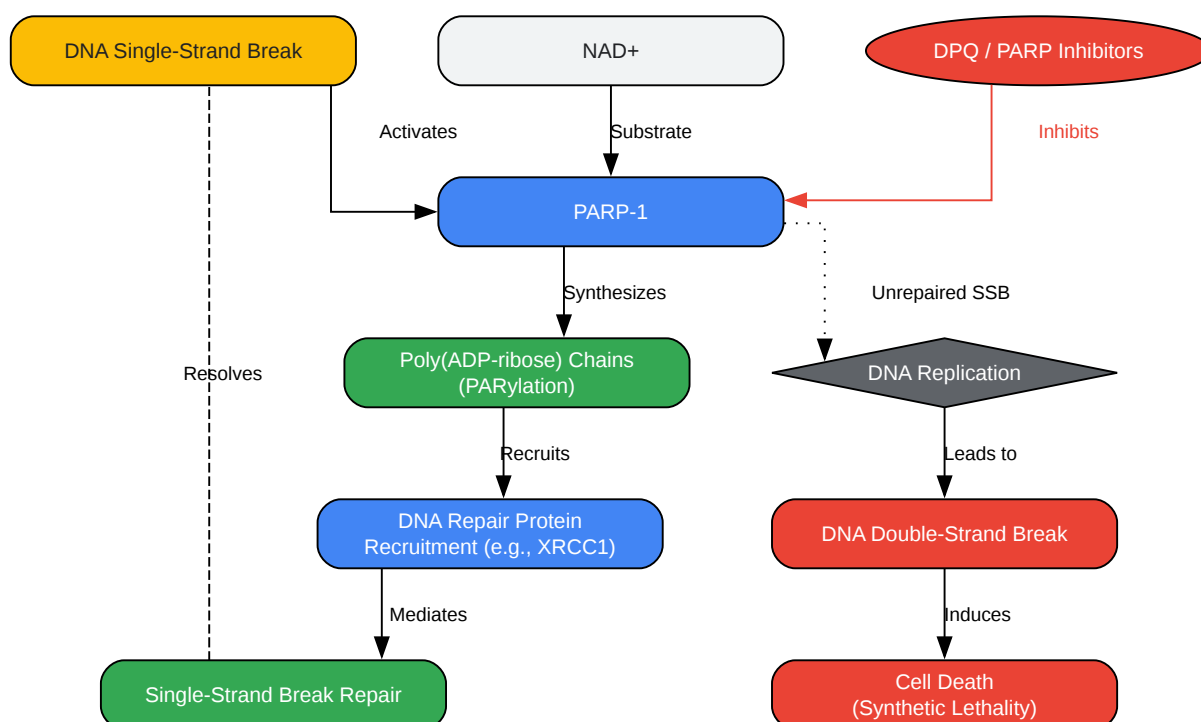 DNA Single-Strand Break
NAD+
DPQ / PARP Inhibitors
Activates
Substrate
Inhibits
PARP-1
Synthesizes
Unrepaired SSB
Poly(ADP-ribose) Chains
(PARylation)
Resolves
DNA Replication
Recruits
Leads to
DNA Repair Protein
Recruitment (e.g., XRCC1)
DNA Double-Strand Break
Mediates
Induces
Single-Strand Break Repair
Cell Death
(Synthetic Lethality)